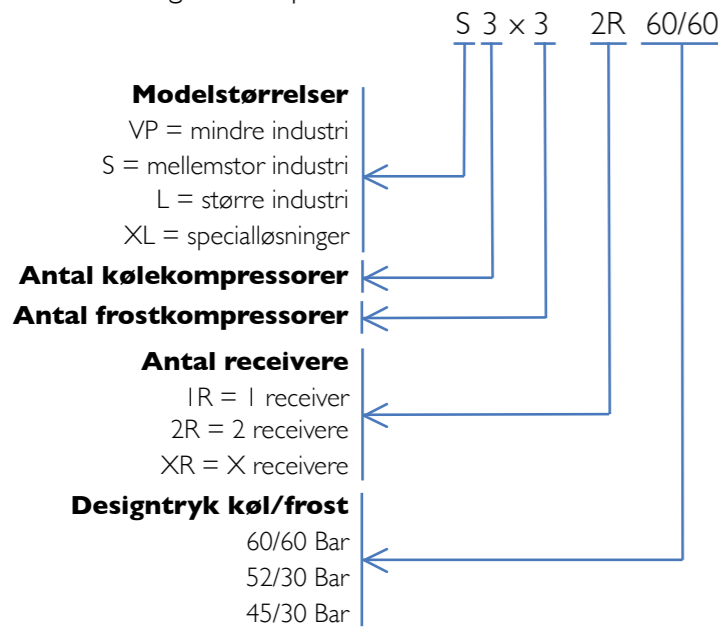 S 3 x 3 2R 60/60
Modelstørrelser
VP = mindre industri
S = mellemstor industri
L = større industri
XL = specialløsninger
Antal kølekompressorer
Antal frostkompressorer
Antal receivere
1R = 1 receiver
2R = 2 receivere
XR = X receivere
Designtryk køl/frost
60/60 Bar
52/30 Bar
45/30 Bar